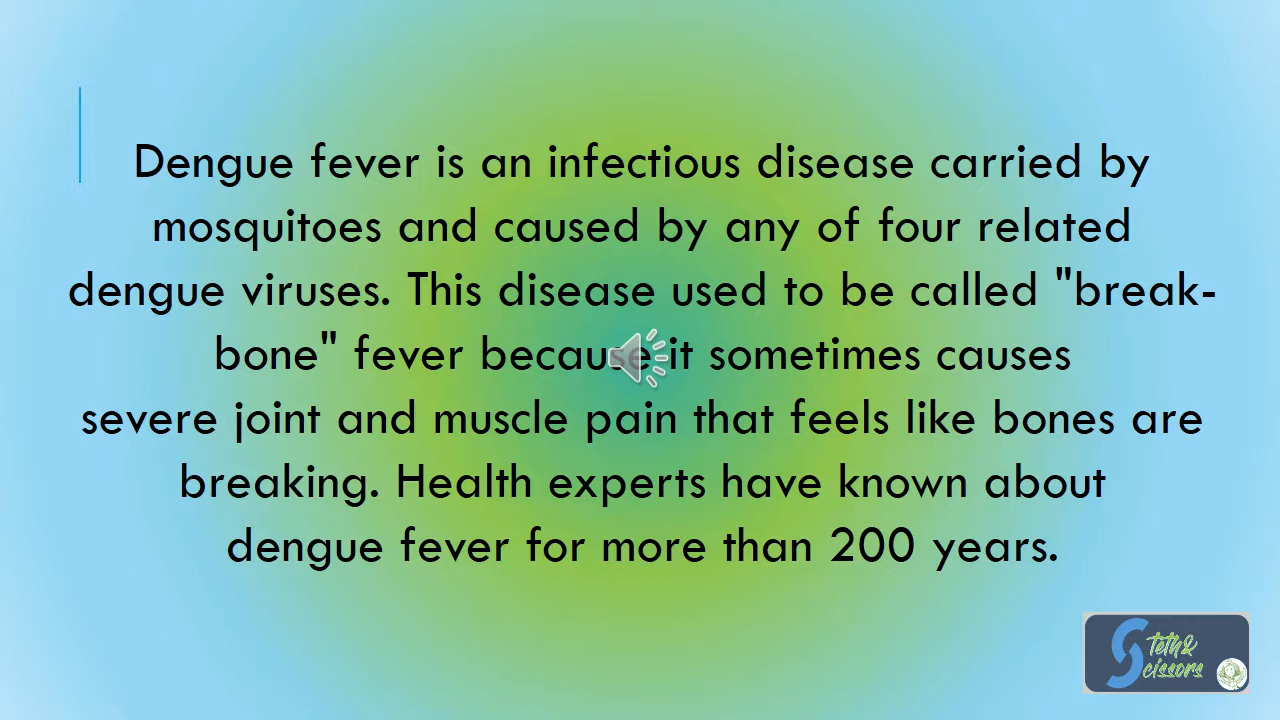 Dengue fever is an infectious disease carried by
mosquitoes and caused by any of four related
dengue viruses. This disease used to be called "break-
bone" fever because it sometimes causes
severe joint and muscle pain that feels like bones are
breaking. Health experts have known about
dengue fever for more than 200 years.
Steth&
Scissors